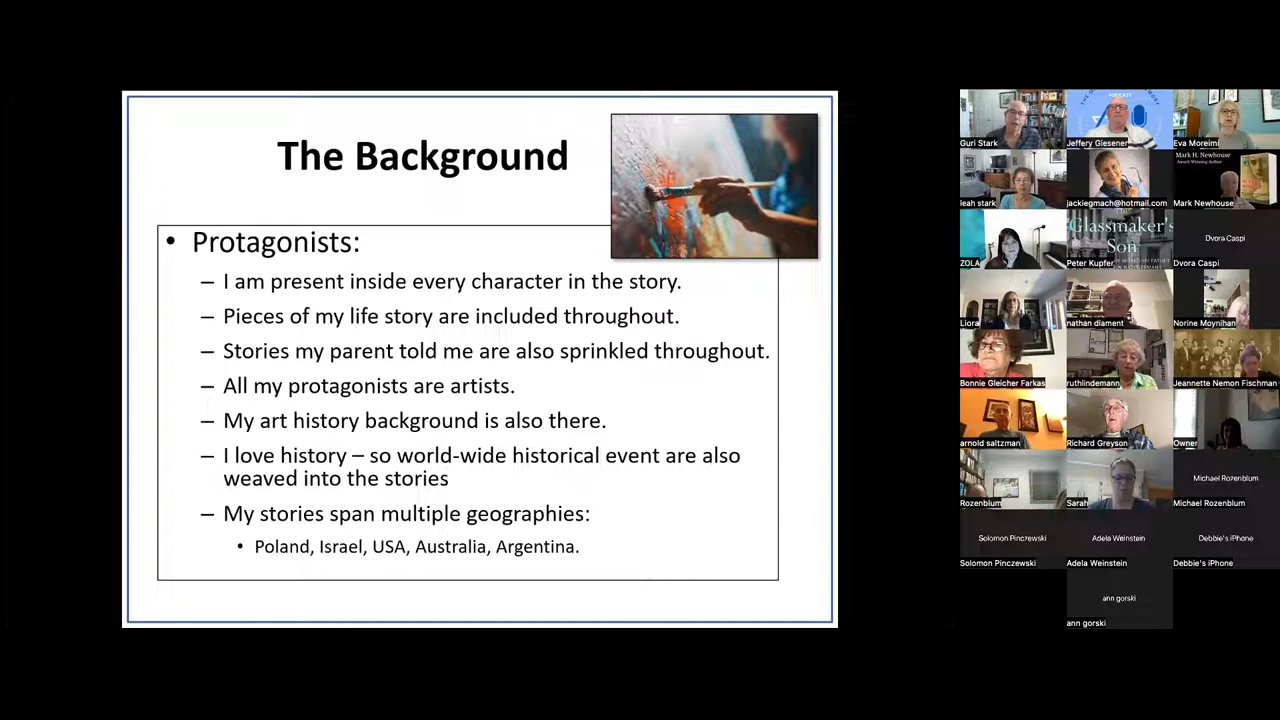 The Background
• Protagonists:
– I am present inside every character in the story.
– Pieces of my life story are included throughout.
– Stories my parent told me are also sprinkled throughout.
– All my protagonists are artists.
– My art history background is also there.
– I love history – so world-wide historical event are also
weaved into the stories
– My stories span multiple geographies:
• Poland, Israel, USA, Australia, Argentina.
Guri Stark
PODCAST
Jeffery Giesener
Eva Moreimi
leah stark
jackiegmach@hotmail.com
Mark H. Newhouse
Award Winning Author
Mark Newhouse
ZOLA
Glassmaker's
Son
Peter Kupfer
Dvora Caspi
Dvora Caspi
Liora
nathan diament
Norine Moynihan
Bonnie Gleicher Farkas
ruthlindemann
Jeannette Nemon Fischman
arnold saltzman
Richard Greyson
Owner
Rozenblum
Sarah
Michael Rozenblum
Michael Rozenblum
Solomon Pinczewski
Solomon Pinczewski
Adela Weinstein
Adela Weinstein
Debbie's iPhone
Debbie's iPhone
ann gorski
ann gorski